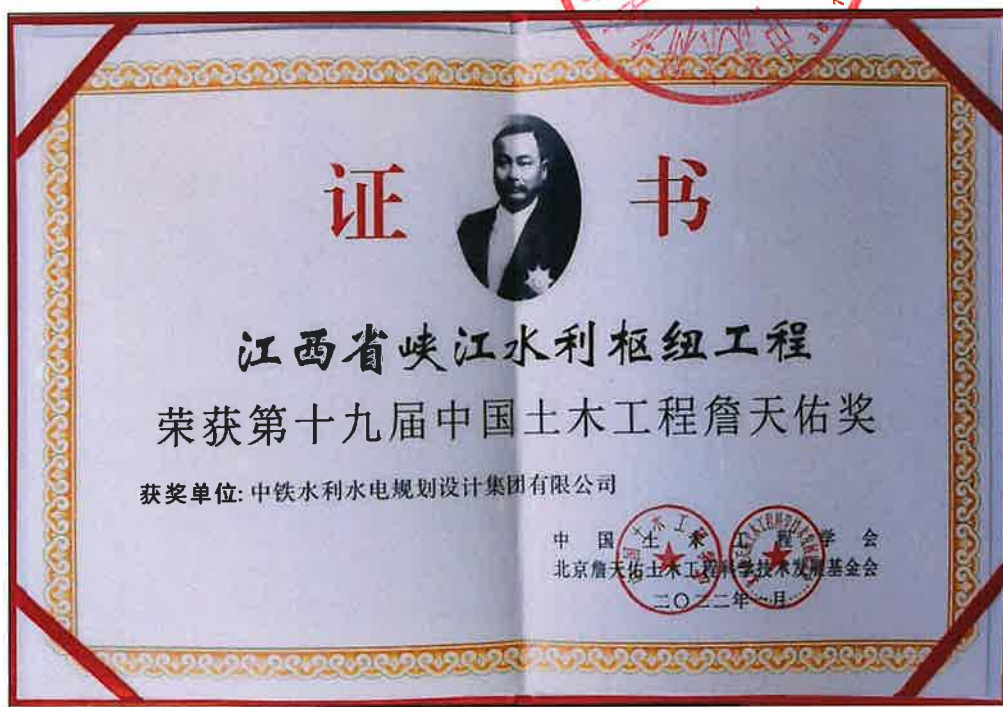 证 书
江西省峡江水利枢纽工程
荣获第十九届中国土木工程詹天佑奖
获奖单位: 中铁水利水电规划设计集团有限公司
中国土木工程学会
北京詹天佑土木工程科学技术发展基金会
二〇二二年一月